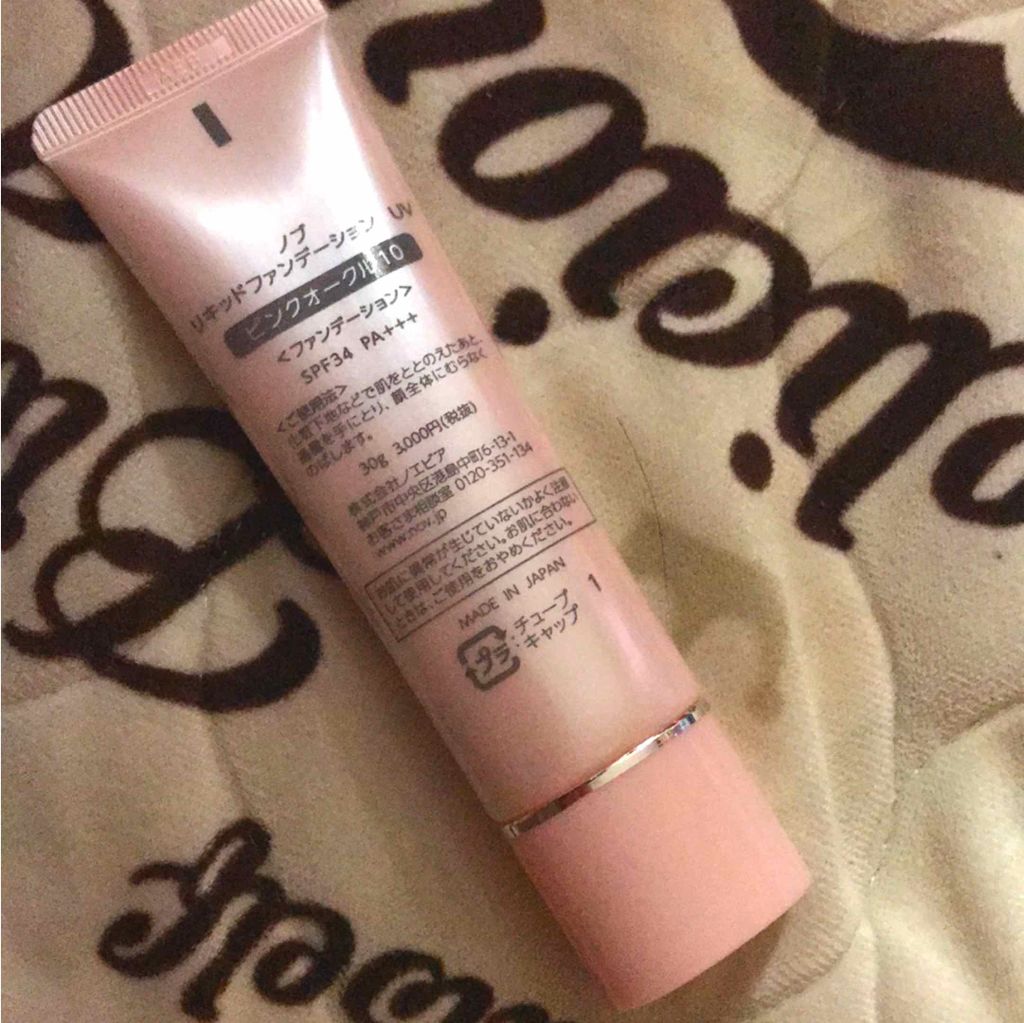 ノブ
リキッドファンデーション UV
ピンクオークル10
<ファンデーション>
SPF34 PA+++
<ご使用法>
化粧下地などで肌をととのえたあと、
適量を手にとり、肌全体にむらなく
のばします。
30g 3,000円(税抜)
株式会社ノエビア
神戸市中央区港島中町6-13-1
お客さま相談室 0120-351-134
www.nov.jp
お肌に異常が生じていないかよく注意
して使用してください。お肌に合わない
ときは、ご使用をおやめください。
MADE IN JAPAN
プラ
:チューブ
キャップ
1